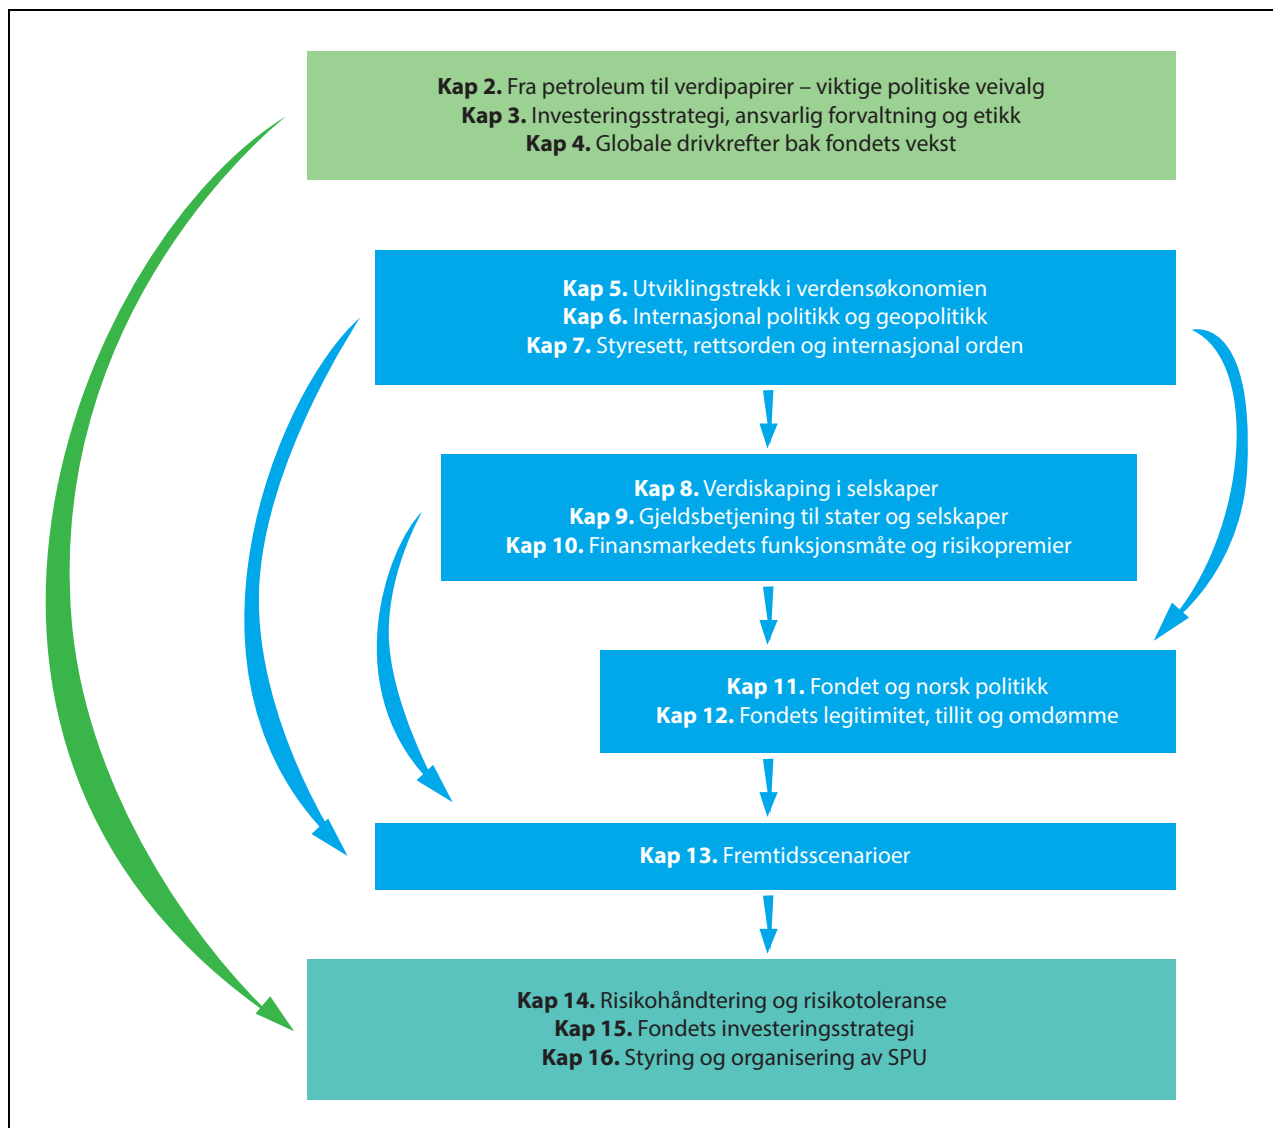 Kap 2. Fra petroleum til verdipapirer – viktige politiske veivalg
Kap 3. Investeringsstrategi, ansvarlig forvaltning og etikk
Kap 4. Globale drivkrefter bak fondets vekst
Kap 5. Utviklingstrekk i verdensøkonomien
Kap 6. Internasjonal politikk og geopolitikk
Kap 7. Styresett, rettsorden og internasjonal orden
Kap 8. Verdiskaping i selskaper
Kap 9. Gjeldsbetjening til stater og selskaper
Kap 10. Finansmarkedets funksjonsmåte og risikopremier
Kap 11. Fondet og norsk politikk
Kap 12. Fondets legitimitet, tillit og omdømme
Kap 13. Fremtidsscenarioer
Kap 14. Risikohåndtering og risikotoleranse
Kap 15. Fondets investeringsstrategi
Kap 16. Styring og organisering av SPU